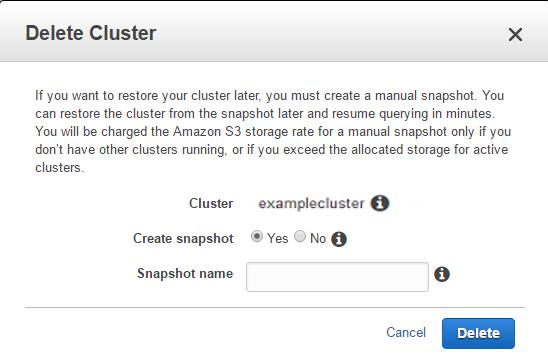 Delete Cluster
If you want to restore your cluster later, you must create a manual snapshot. You
can restore the cluster from the snapshot later and resume querying in minutes.
You will be charged the Amazon S3 storage rate for a manual snapshot only if you
don't have other clusters running, or if you exceed the allocated storage for active
clusters.
Cluster examplecluster
Create snapshot Yes No
Snapshot name
Cancel Delete